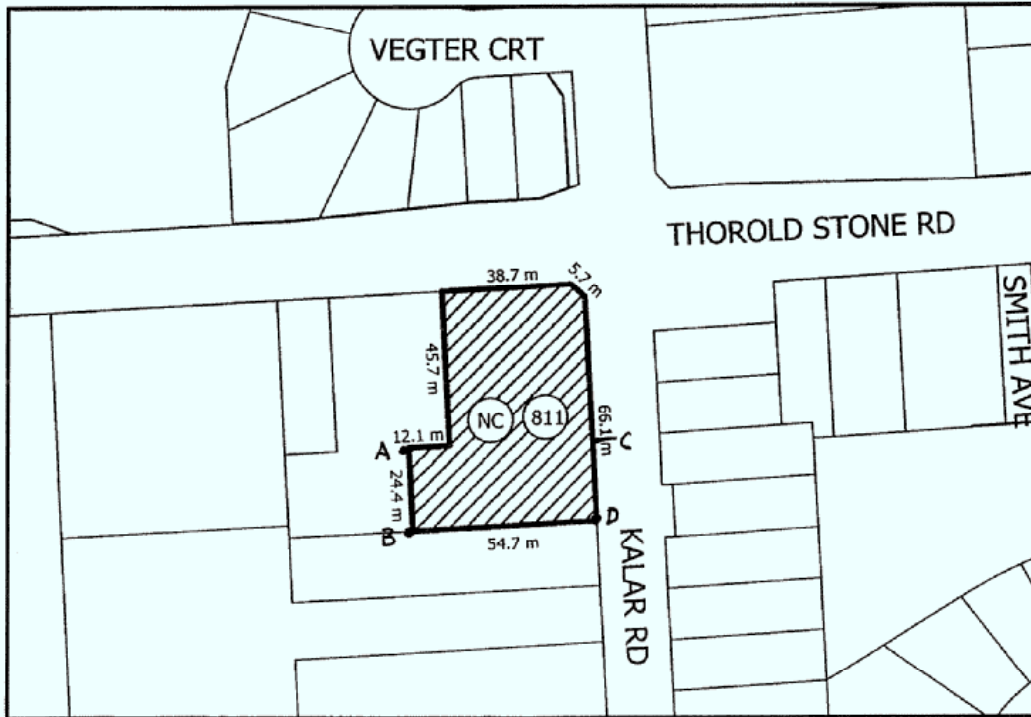 VEGTER CRT
THOROLD STONE RD
SMITH AVE
38.7 m
5.7 m
45.7 m
NC
811
66.1 m
C
12.1 m
A
24.4 m
B
D
54.7 m
KALAR RD